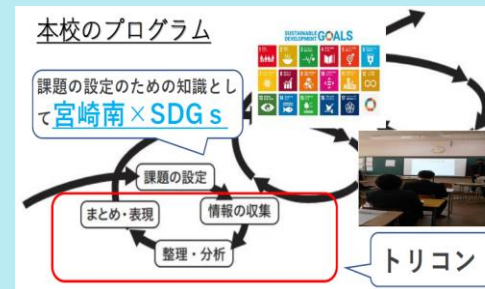 本校のプログラム
SUSTAINABLE
DEVELOPMENT GOALS
課題の設定のための知識とし
て宮崎南×SDGs
課題の設定
まとめ・表現
情報の収集
整理・分析
トリコン